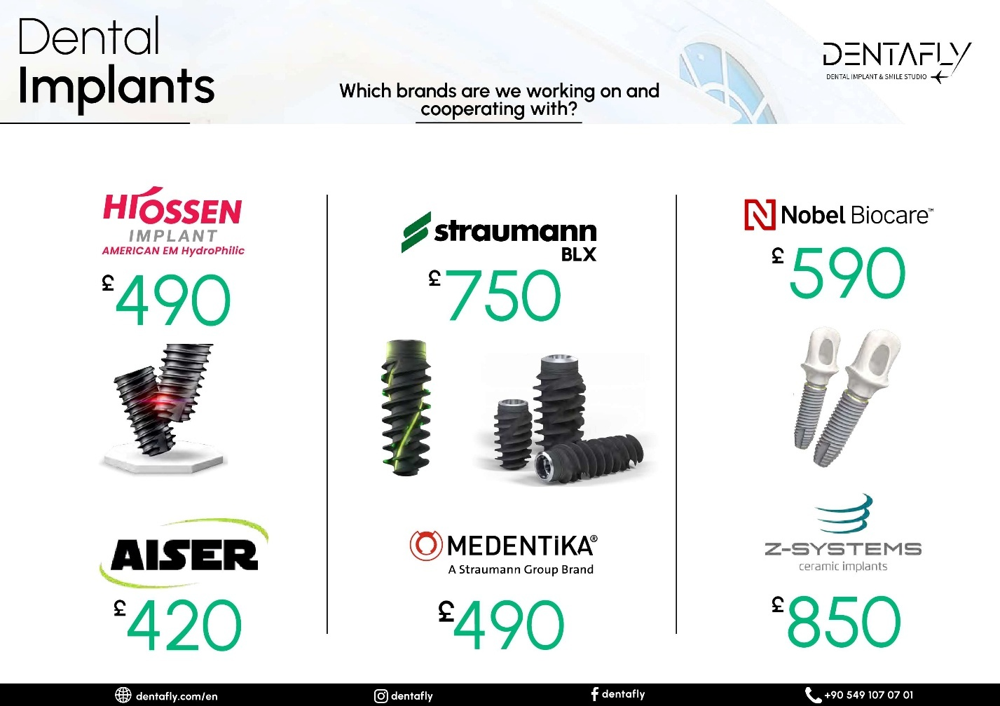 Dental
Implants
Which brands are we working on and
cooperating with?
DENTAFLY
DENTAL IMPLANT & SMILE STUDIO
HIOSSEN
IMPLANT
AMERICAN EM HydroPhilic
£490
straumann
BLX
£750
Nobel Biocare™
£590
AISER
£420
MEDENTiKA®
A Straumann Group Brand
£490
Z-SYSTEMS
ceramic implants
£850
dentafly.com/en
dentafly
dentafly
+90 549 107 07 01